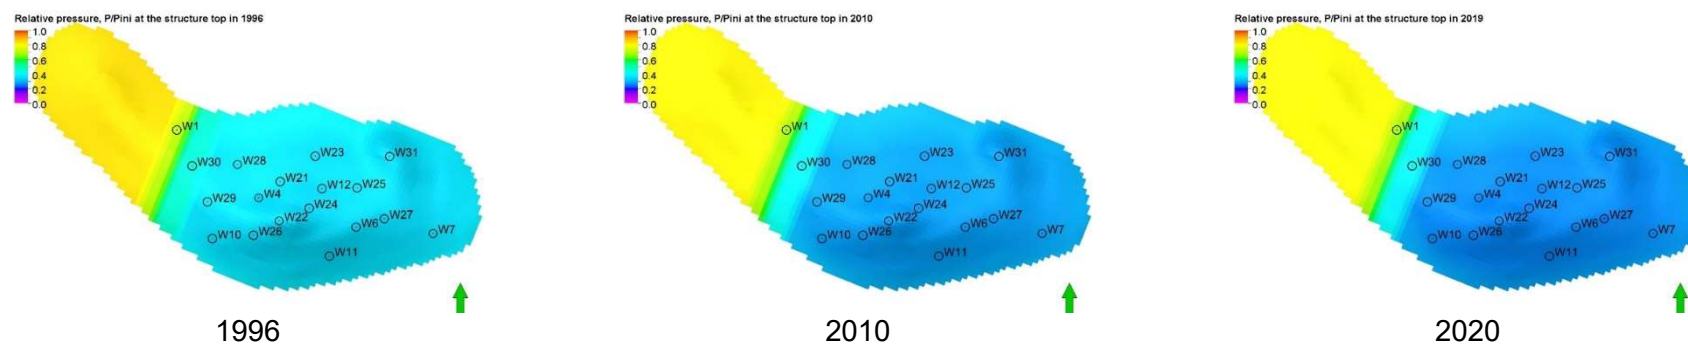 Relative pressure, P/Pini at the structure top in 1996
1.0
0.8
0.6
0.4
0.2
0.0
W1
W30
W28
W23
W31
W21
W12
W25
W29
W4
W24
W22
W27
W6
W10
W26
W7
W11
1996
Relative pressure, P/Pini at the structure top in 2010
1.0
0.8
0.6
0.4
0.2
0.0
W1
W30
W28
W23
W31
W21
W12
W25
W29
W4
W24
W22
W27
W6
W10
W26
W7
W11
2010
Relative pressure, P/Pini at the structure top in 2019
1.0
0.8
0.6
0.4
0.2
0.0
W1
W30
W28
W23
W31
W21
W12
W25
W29
W4
W24
W22
W27
W6
W10
W26
W7
W11
2020